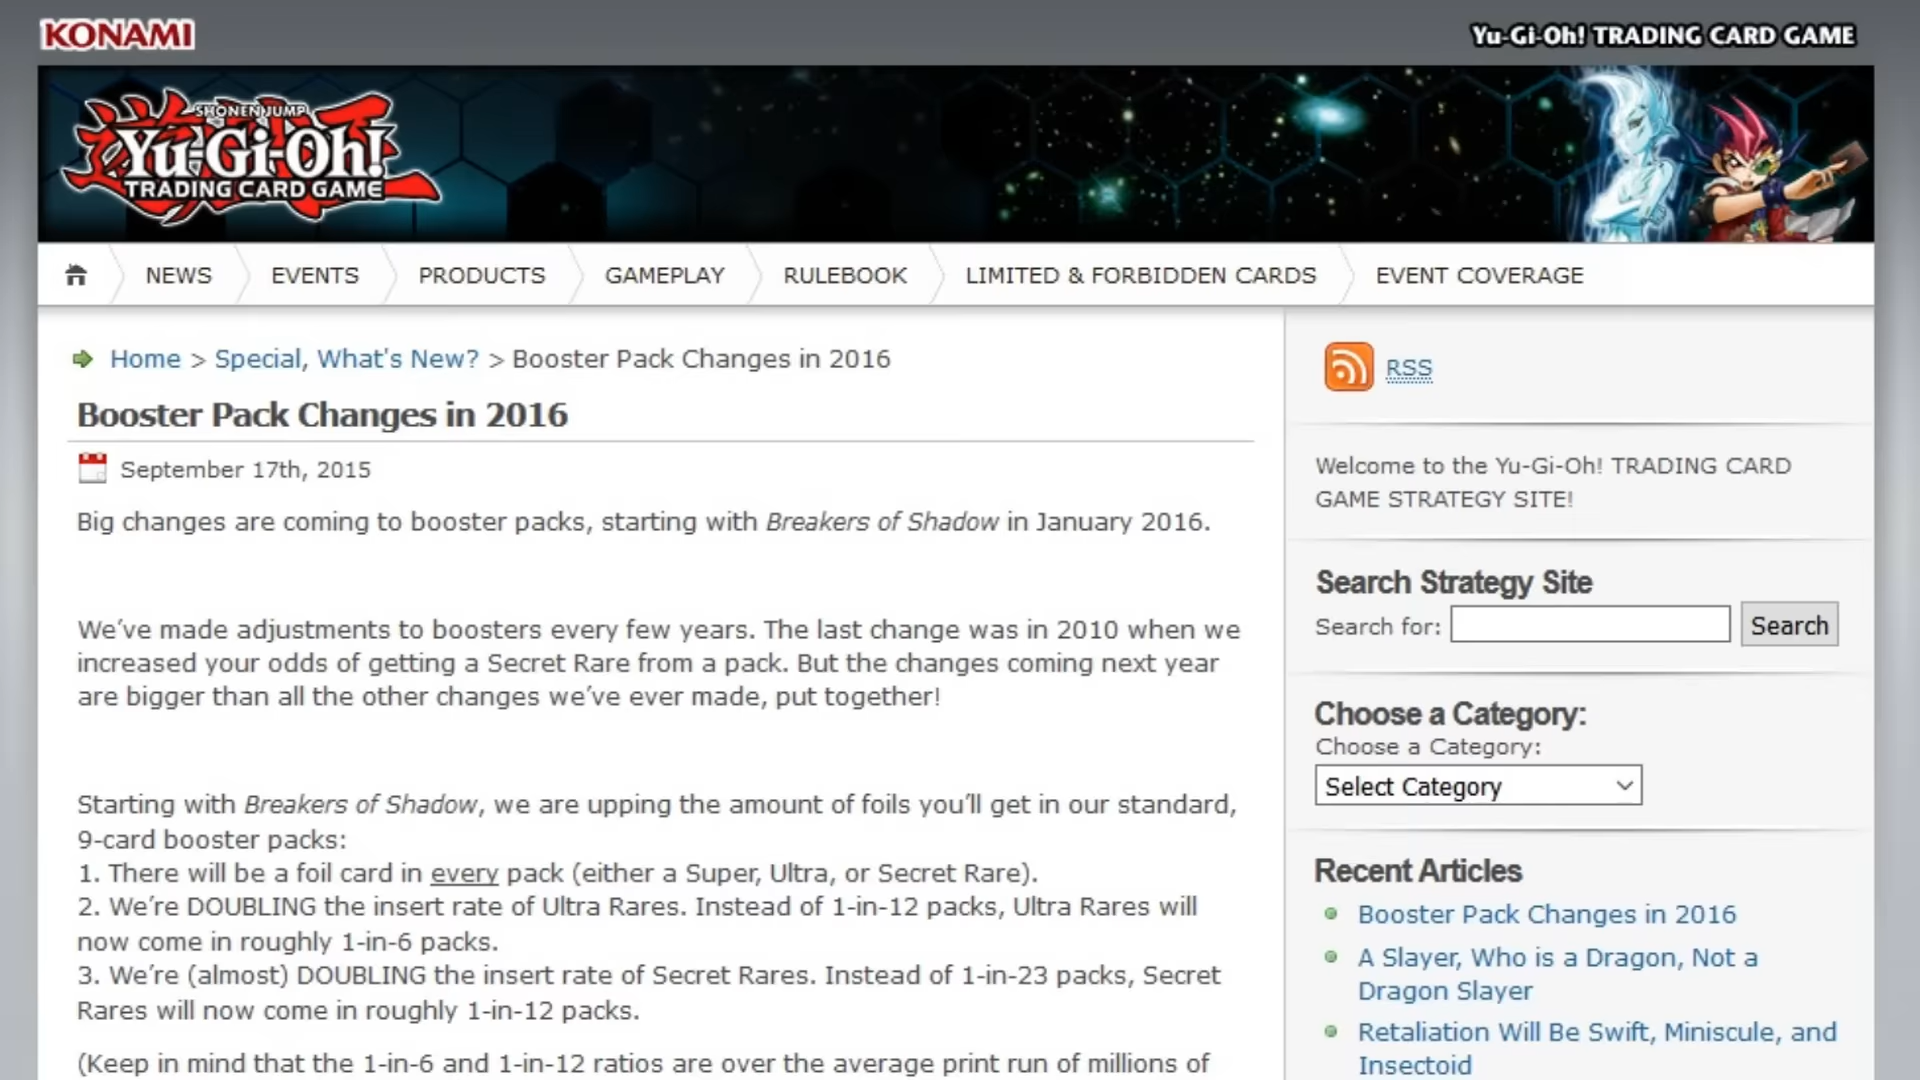 KONAMI
Yu-Gi-Oh! TRADING CARD GAME
SHONEN JUMP
Yu-Gi-Oh!
TRADING CARD GAME
NEWS
EVENTS
PRODUCTS
GAMEPLAY
RULEBOOK
LIMITED & FORBIDDEN CARDS
EVENT COVERAGE
Home > Special, What's New? > Booster Pack Changes in 2016
Booster Pack Changes in 2016
September 17th, 2015
Big changes are coming to booster packs, starting with Breakers of Shadow in January 2016.
We’ve made adjustments to boosters every few years. The last change was in 2010 when we
increased your odds of getting a Secret Rare from a pack. But the changes coming next year
are bigger than all the other changes we’ve ever made, put together!
Starting with Breakers of Shadow, we are upping the amount of foils you’ll get in our standard,
9-card booster packs:
1. There will be a foil card in every pack (either a Super, Ultra, or Secret Rare).
2. We’re DOUBLING the insert rate of Ultra Rares. Instead of 1-in-12 packs, Ultra Rares will
now come in roughly 1-in-6 packs.
3. We’re (almost) DOUBLING the insert rate of Secret Rares. Instead of 1-in-23 packs, Secret
Rares will now come in roughly 1-in-12 packs.
(Keep in mind that the 1-in-6 and 1-in-12 ratios are over the average print run of millions of
RSS
Welcome to the Yu-Gi-Oh! TRADING CARD
GAME STRATEGY SITE!
Search Strategy Site
Search for:
Search
Choose a Category:
Choose a Category:
Select Category
Recent Articles
Booster Pack Changes in 2016
A Slayer, Who is a Dragon, Not a
Dragon Slayer
Retaliation Will Be Swift, Miniscule, and
Insectoid